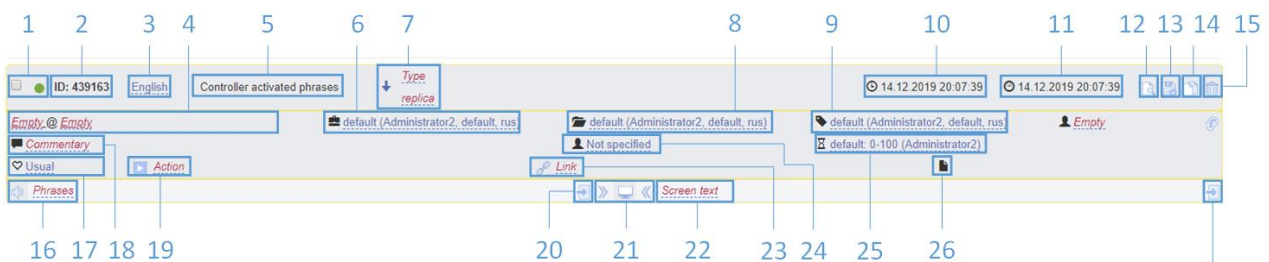 1 2 3 4 5 6 7 8 9 10 11 12 13 14 15
Type
ID: 439163 English Controller activated phrases 14.12.2019 20:07:39 14.12.2019 20:07:39
replica
Empty @ Empty default (Administrator2, default, rus) default (Administrator2, default, rus) default (Administrator2, default, rus) Empty
Commentary Not specified default: 0-100 (Administrator2)
Usual Action Link
Phrases Screen text
16 17 18 19 20 21 22 23 24 25 26